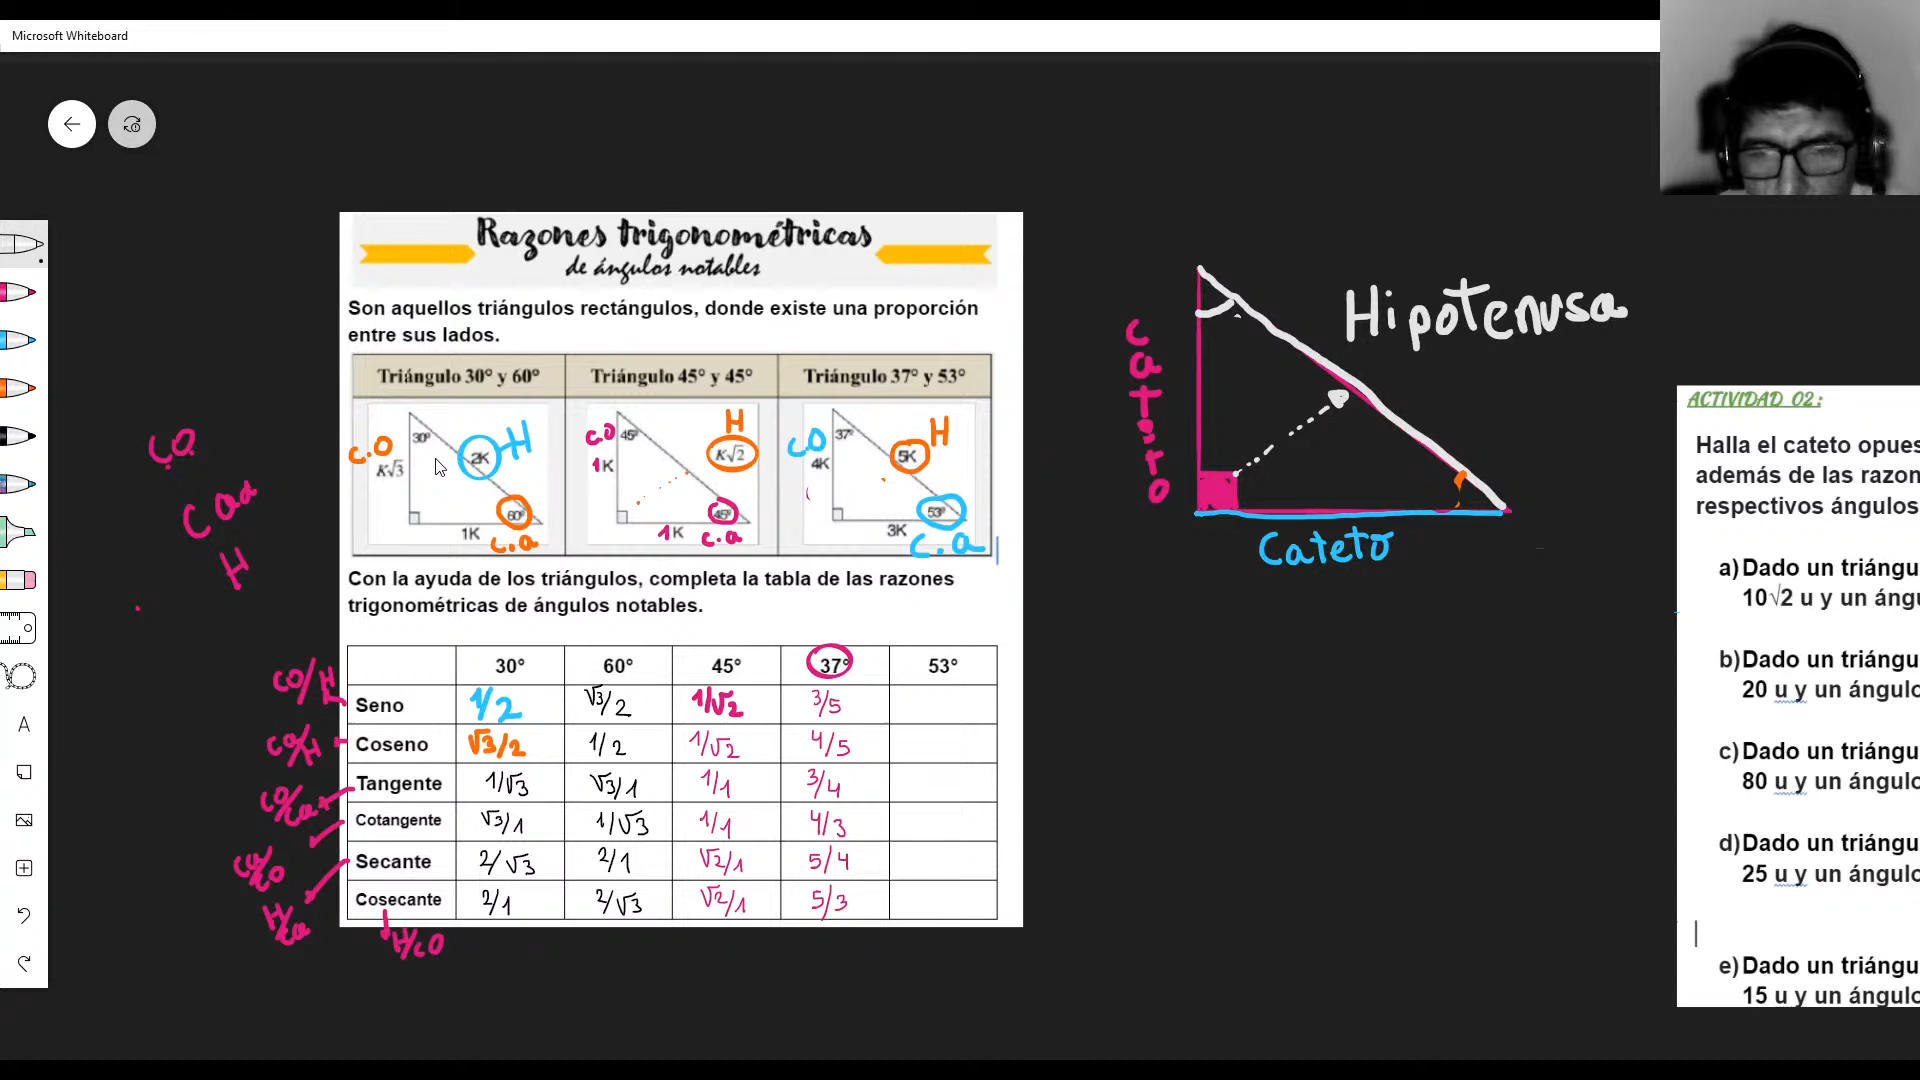 Microsoft Whiteboard
Razones trigonométricas
de ángulos notables
Son aquellos triángulos rectángulos, donde existe una proporción
entre sus lados.
Triángulo 30° y 60°
Triángulo 45° y 45°
Triángulo 37° y 53°
c.o
30°
K√3
2K
H
60°
1K
c.a
c.o
45°
1K
H
K√2
45°
1K
c.a
c.o
37°
4K
H
5K
53°
3K
c.a
Con la ayuda de los triángulos, completa la tabla de las razones
trigonométricas de ángulos notables.
30° 60° 45° 37° 53°
CO/H Seno 1/2 √3/2 1/√2 3/5
Coseno √3/2 1/2 1/√2 4/5
CO/Ca Tangente 1/√3 √3/1 1/1 3/4
Cotangente √3/1 1/√3 1/1 4/3
Secante 2/√3 2/1 √2/1 5/4
H/Ca Cosecante 2/1 2/√3 √2/1 5/3
H/CO
C.O
H
Hipotenusa
Cateto
Cateto
ACTIVIDAD 02:
Halla el cateto opues
además de las razon
respectivos ángulos
a) Dado un triángu
10√2 u y un ángu
b) Dado un triángu
20 u y un ángulo
c) Dado un triángu
80 u y un ángulo
d) Dado un triángu
25 u y un ángulo
e) Dado un triángu
15 u y un ángulo
A